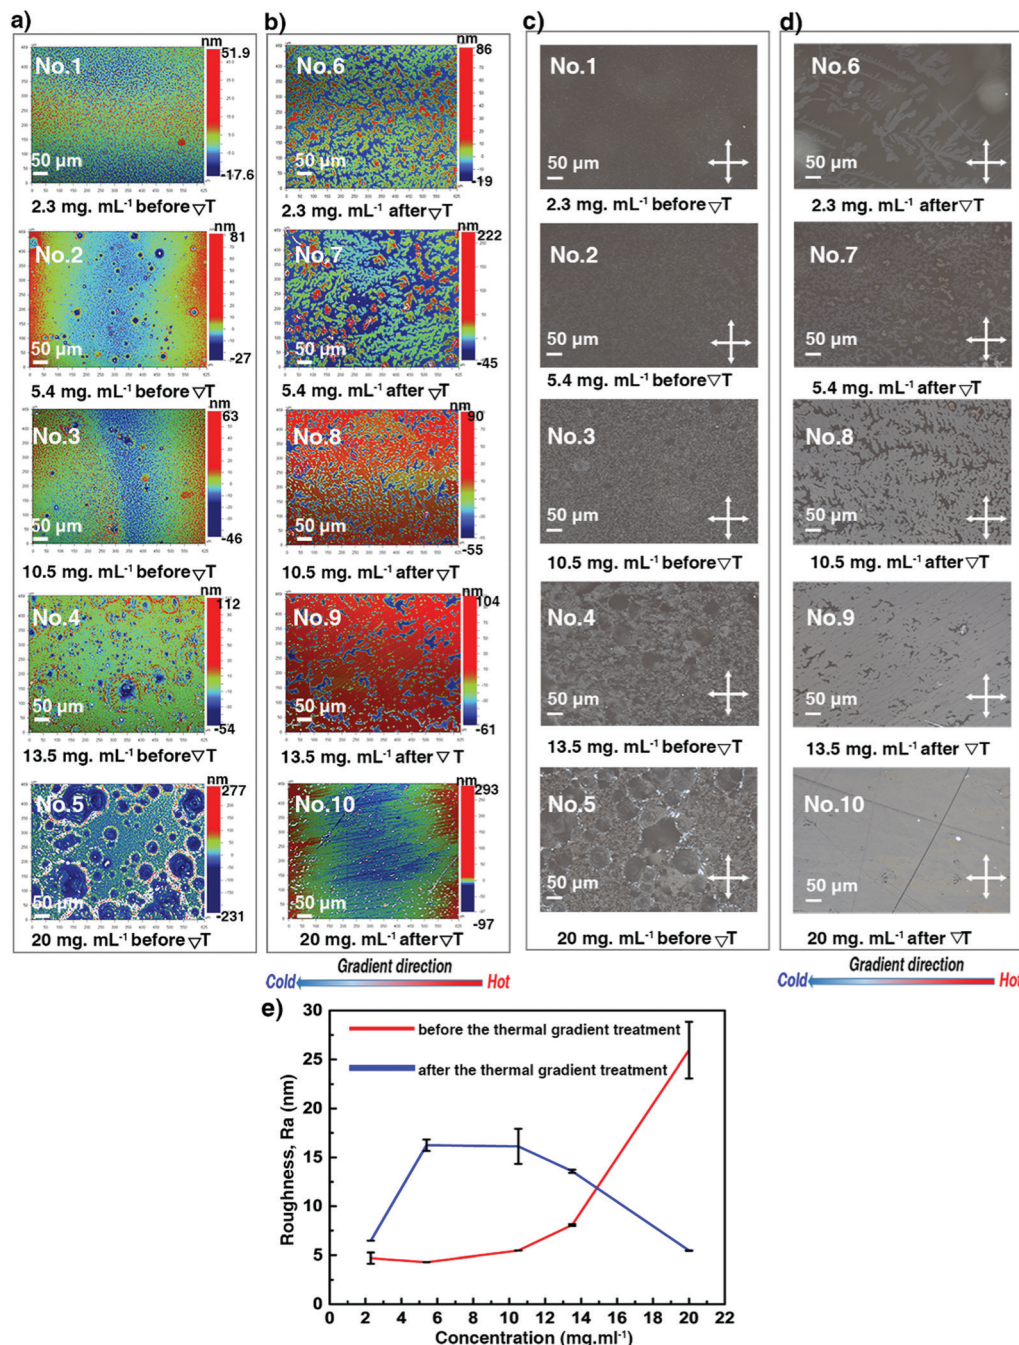 a)
nm
51.9
No.1
50 µm
-17.6
2.3 mg. mL⁻¹ before ▽T
No.2
81
50 µm
-27
5.4 mg. mL⁻¹ before ▽T
nm
63
No.3
50 µm
-46
10.5 mg. mL⁻¹ before ▽T
nm
112
No.4
50 µm
-54
13.5 mg. mL⁻¹ before ▽T
nm
277
No.5
50 µm
-231
20 mg. mL⁻¹ before ▽T
b)
nm
86
No.6
50 µm
-19
2.3 mg. mL⁻¹ after ▽T
222
No.7
50 µm
-45
5.4 mg. mL⁻¹ after ▽T
nm
90
No.8
50 µm
-55
10.5 mg. mL⁻¹ after ▽T
nm
104
No.9
50 µm
-61
13.5 mg. mL⁻¹ after ▽T
nm
293
No.10
50 µm
-97
20 mg. mL⁻¹ after ▽T
Gradient direction
Cold
Hot
c)
No.1
50 µm
2.3 mg. mL⁻¹ before ▽T
No.2
50 µm
5.4 mg. mL⁻¹ before ▽T
No.3
50 µm
10.5 mg. mL⁻¹ before ▽T
No.4
50 µm
13.5 mg. mL⁻¹ before ▽T
No.5
50 µm
20 mg. mL⁻¹ before ▽T
d)
No.6
50 µm
2.3 mg. mL⁻¹ after ▽T
No.7
50 µm
5.4 mg. mL⁻¹ after ▽T
No.8
50 µm
10.5 mg. mL⁻¹ after ▽T
No.9
50 µm
13.5 mg. mL⁻¹ after ▽T
No.10
50 µm
20 mg. mL⁻¹ after ▽T
Gradient direction
Cold
Hot
e)
before the thermal gradient treatment
after the thermal gradient treatment
Roughness, Ra (nm)
30
25
20
15
10
5
0
0 2 4 6 8 10 12 14 16 18 20 22
Concentration (mg.ml⁻¹)